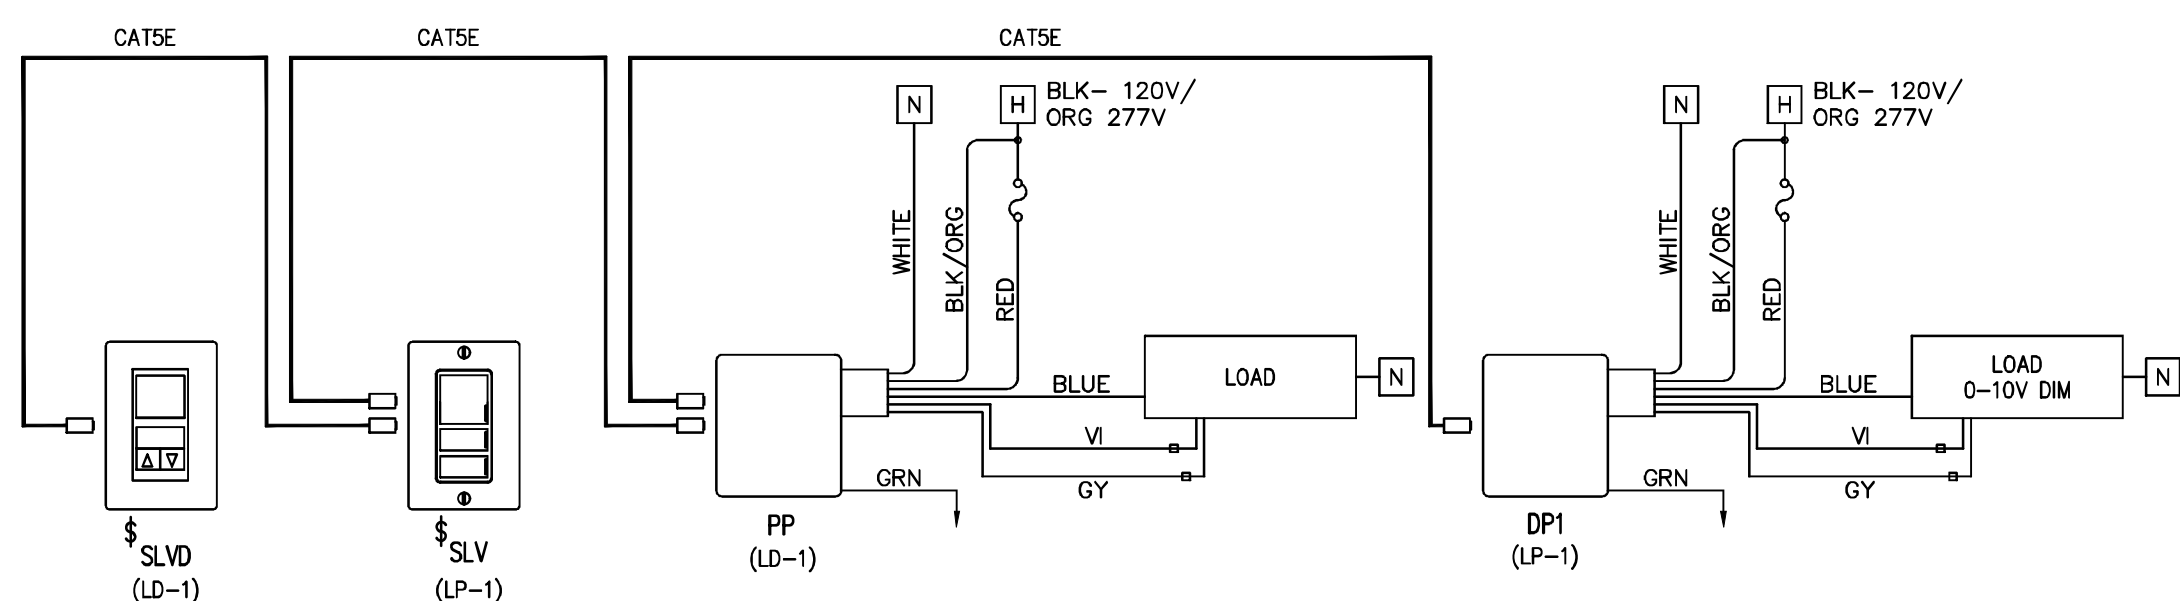 CAT5E
CAT5E
CAT5E
N
H
BLK- 120V/
ORG 277V
N
H
BLK- 120V/
ORG 277V
WHITE
BLK/ORG
RED
WHITE
BLK/ORG
RED
BLUE
LOAD
N
BLUE
LOAD
0-10V DIM
N
VI
GRN
GY
VI
GRN
GY
$ SLVD
(LD-1)
$ SLV
(LP-1)
PP
(LD-1)
DP1
(LP-1)